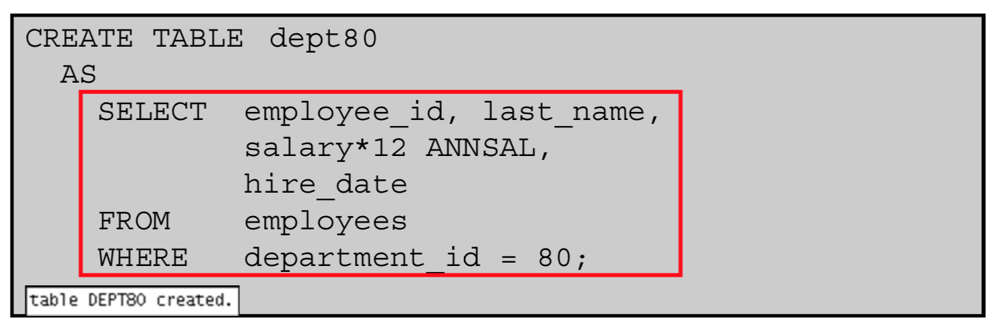 CREATE TABLE dept80
AS
SELECT employee_id, last_name,
salary*12 ANNSAL,
hire_date
FROM employees
WHERE department_id = 80;
table DEPT80 created.